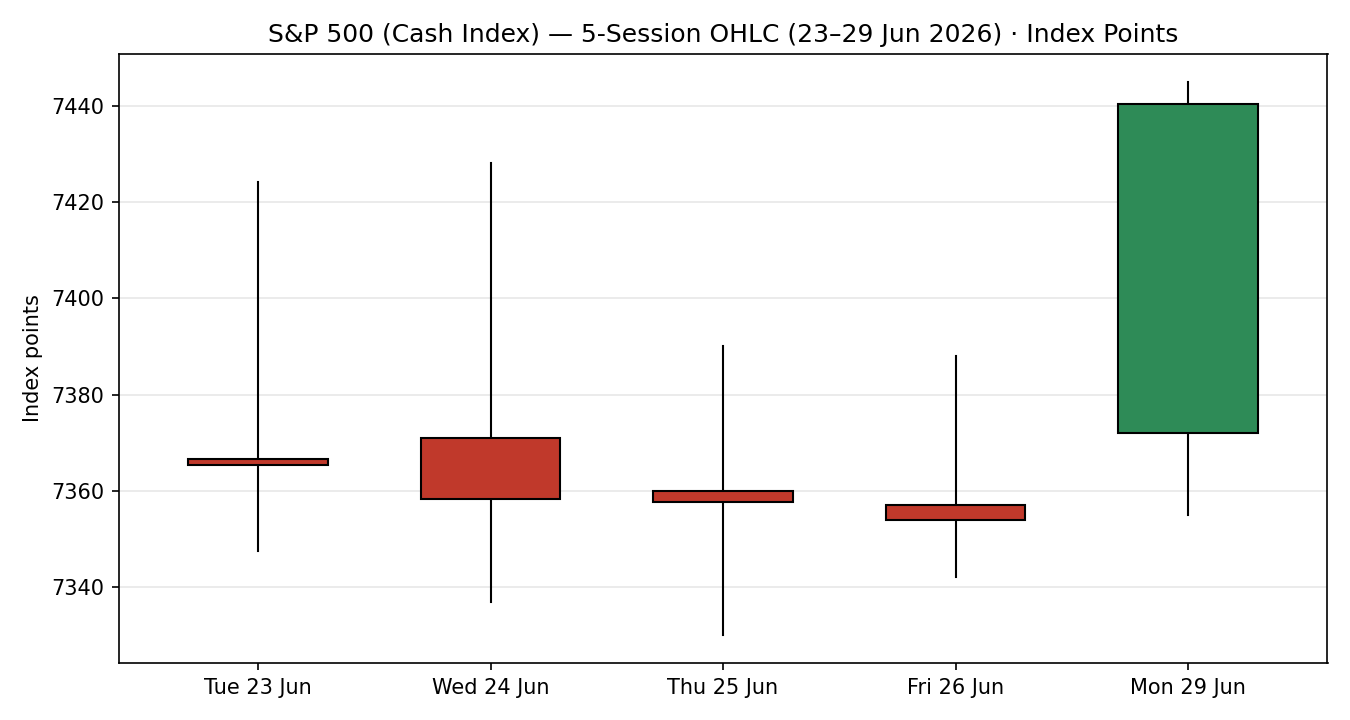 S&P 500 (Cash Index) — 5-Session OHLC (23–29 Jun 2026) · Index Points
Index points
7440
7420
7400
7380
7360
7340
Tue 23 Jun
Wed 24 Jun
Thu 25 Jun
Fri 26 Jun
Mon 29 Jun